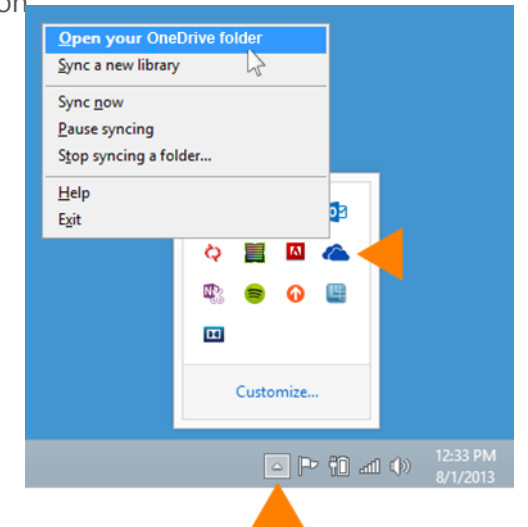 on
Open your OneDrive folder
Sync a new library
Sync now
Pause syncing
Stop syncing a folder...
Help
Exit
Customize...
12:33 PM
8/1/2013